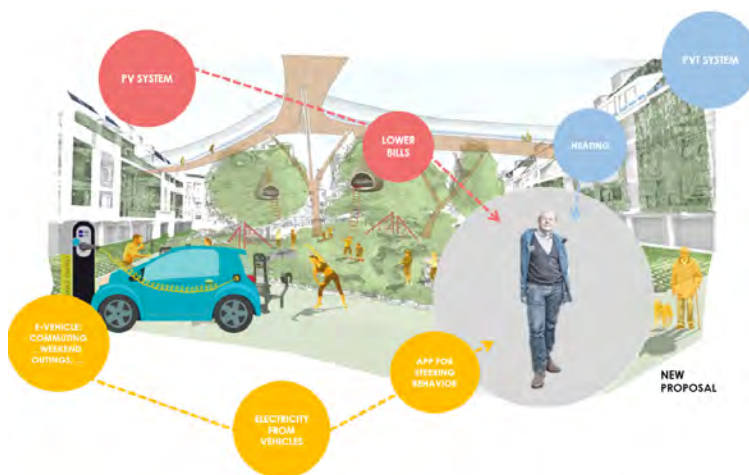 PV SYSTEM
PVT SYSTEM
LOWER
BILLS
HEATING
E-VEHICLE:
COMMUTING
... WEEKEND
OUTINGS, ...
APP FOR
STEERING
BEHAVIOR
ELECTRICITY
FROM
VEHICLES
NEW
PROPOSAL